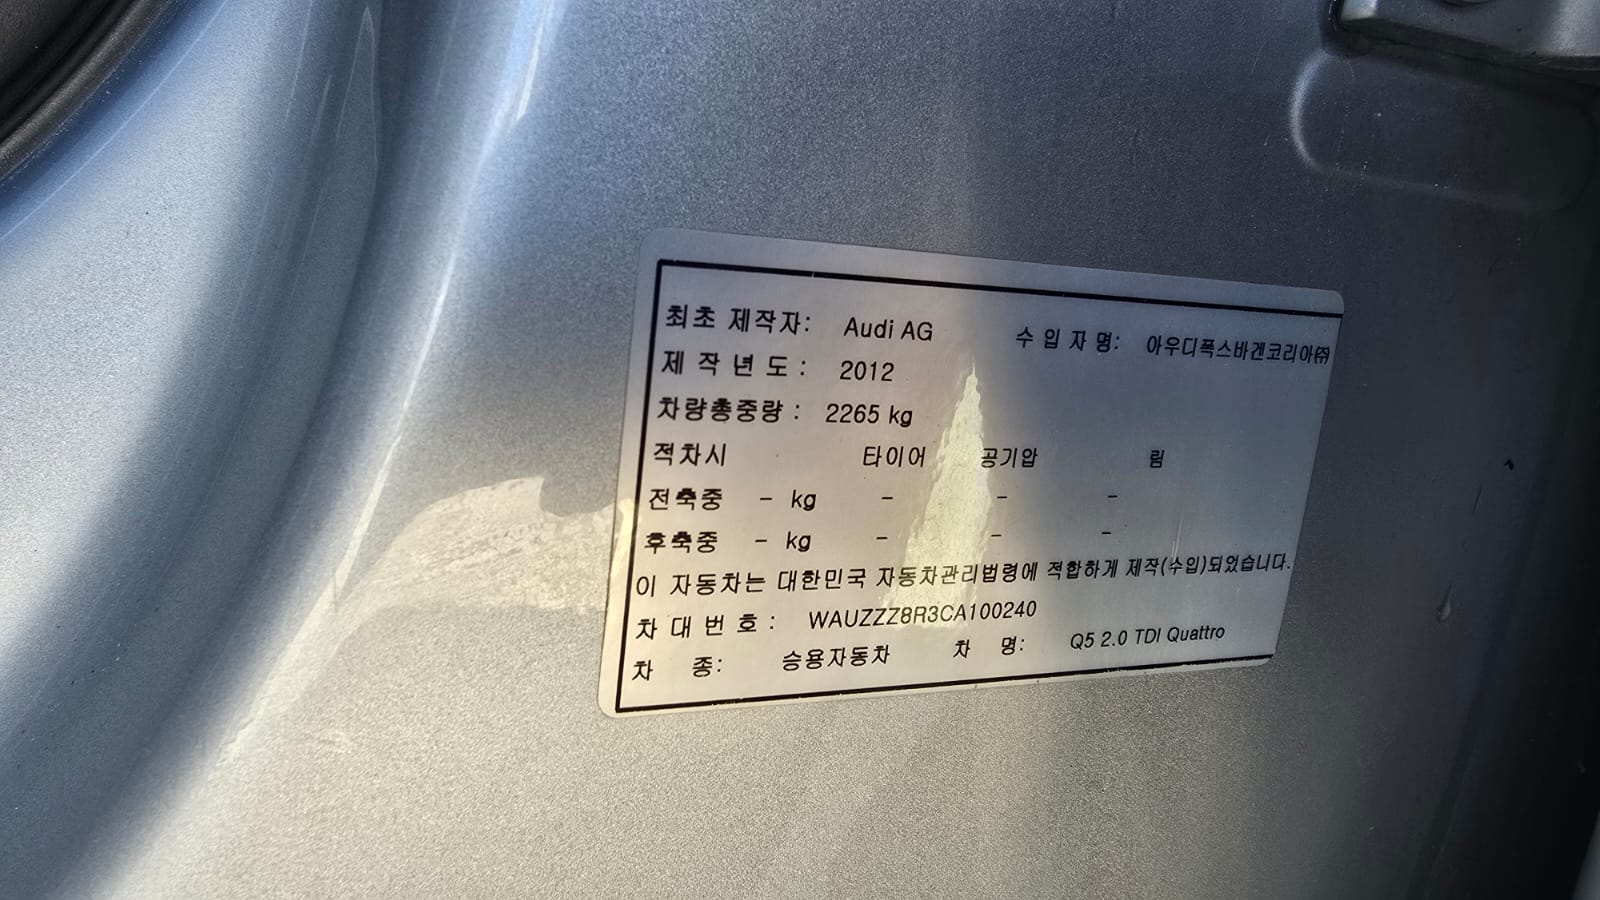 최초 제작자: Audi AG 수 입 자 명: 아우디폭스바겐코리아㈜
제 작 년 도 : 2012
차량총중량 : 2265 kg
적차시 타이어 공기압 림
전축중 - kg - - -
후축중 - kg - - -
이 자동차는 대한민국 자동차관리법령에 적합하게 제작(수입)되었습니다.
차 대 번 호 : WAUZZZ8R3CA100240
차 종: 승용자동차 차 명: Q5 2.0 TDI Quattro